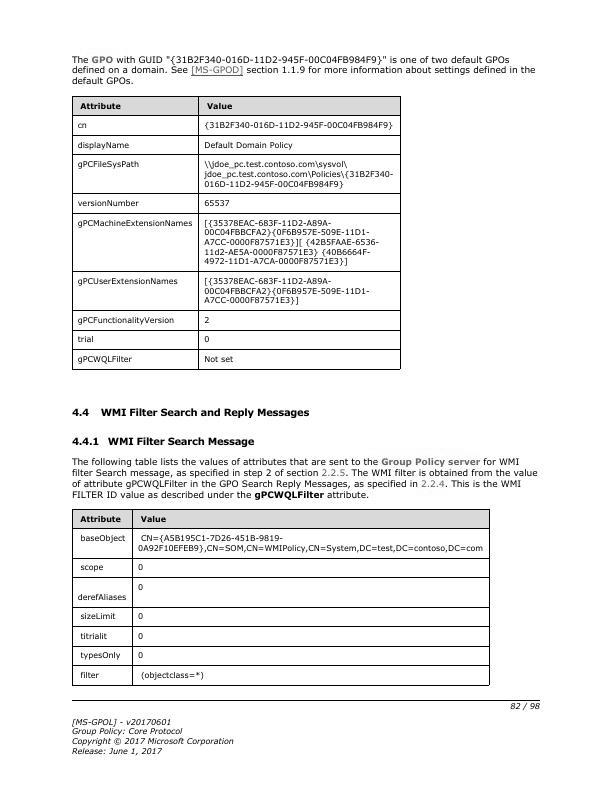 The GPO with GUID "{31B2F340-016D-11D2-945F-00C04FB984F9}" is one of two default GPOs
defined on a domain. See [MS-GPOD] section 1.1.9 for more information about settings defined in the
default GPOs.
Attribute Value
cn {31B2F340-016D-11D2-945F-00C04FB984F9}
displayName Default Domain Policy
gPCFileSysPath \\jdoe_pc.test.contoso.com\sysvol\
jdoe_pc.test.contoso.com\Policies\{31B2F340-
016D-11D2-945F-00C04FB984F9}
versionNumber 65537
gPCMachineExtensionNames [{35378EAC-683F-11D2-A89A-
00C04FBBCFA2}{0F6B957E-509E-11D1-
A7CC-0000F87571E3}][ {42B5FAAE-6536-
11d2-AE5A-0000F87571E3} {40B6664F-
4972-11D1-A7CA-0000F87571E3}]
gPCUserExtensionNames [{35378EAC-683F-11D2-A89A-
00C04FBBCFA2}{0F6B957E-509E-11D1-
A7CC-0000F87571E3}]
gPCFunctionalityVersion 2
trial 0
gPCWQLFilter Not set
4.4 WMI Filter Search and Reply Messages
4.4.1 WMI Filter Search Message
The following table lists the values of attributes that are sent to the Group Policy server for WMI
filter Search message, as specified in step 2 of section 2.2.5. The WMI filter is obtained from the value
of attribute gPCWQLFilter in the GPO Search Reply Messages, as specified in 2.2.4. This is the WMI
FILTER ID value as described under the gPCWQLFilter attribute.
Attribute Value
baseObject CN={A5B195C1-7D26-451B-9819-
0A92F10EFEB9},CN=SOM,CN=WMIPolicy,CN=System,DC=test,DC=contoso,DC=com
scope 0
derefAliases 0
sizeLimit 0
titrialit 0
typesOnly 0
filter (objectclass=*)
82 / 98
[MS-GPOL] - v20170601
Group Policy: Core Protocol
Copyright © 2017 Microsoft Corporation
Release: June 1, 2017